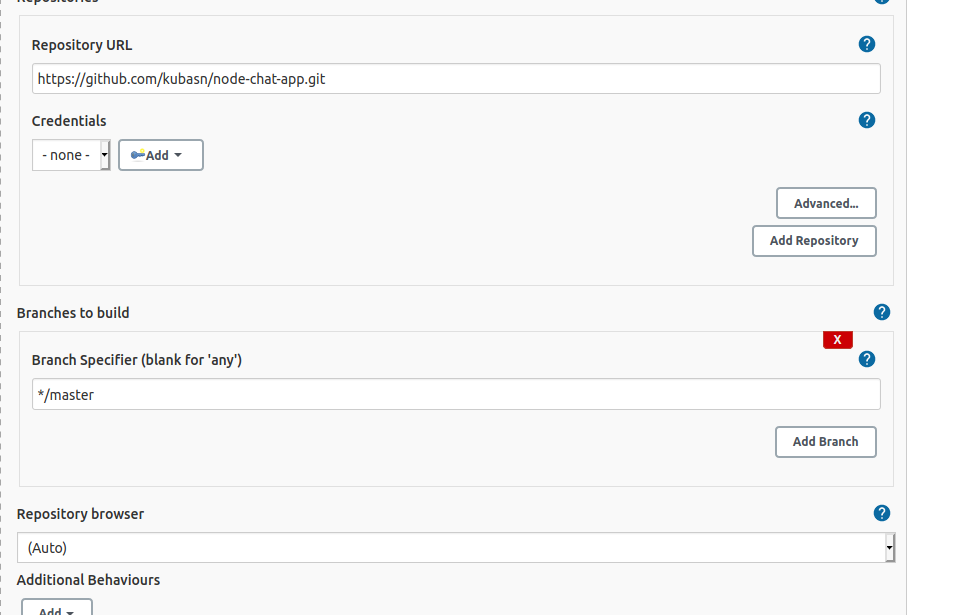 Repositories
Repository URL
https://github.com/kubasn/node-chat-app.git
Credentials
- none -
Add
Advanced...
Add Repository
Branches to build
X
Branch Specifier (blank for 'any')
*/master
Add Branch
Repository browser
(Auto)
Additional Behaviours
Add